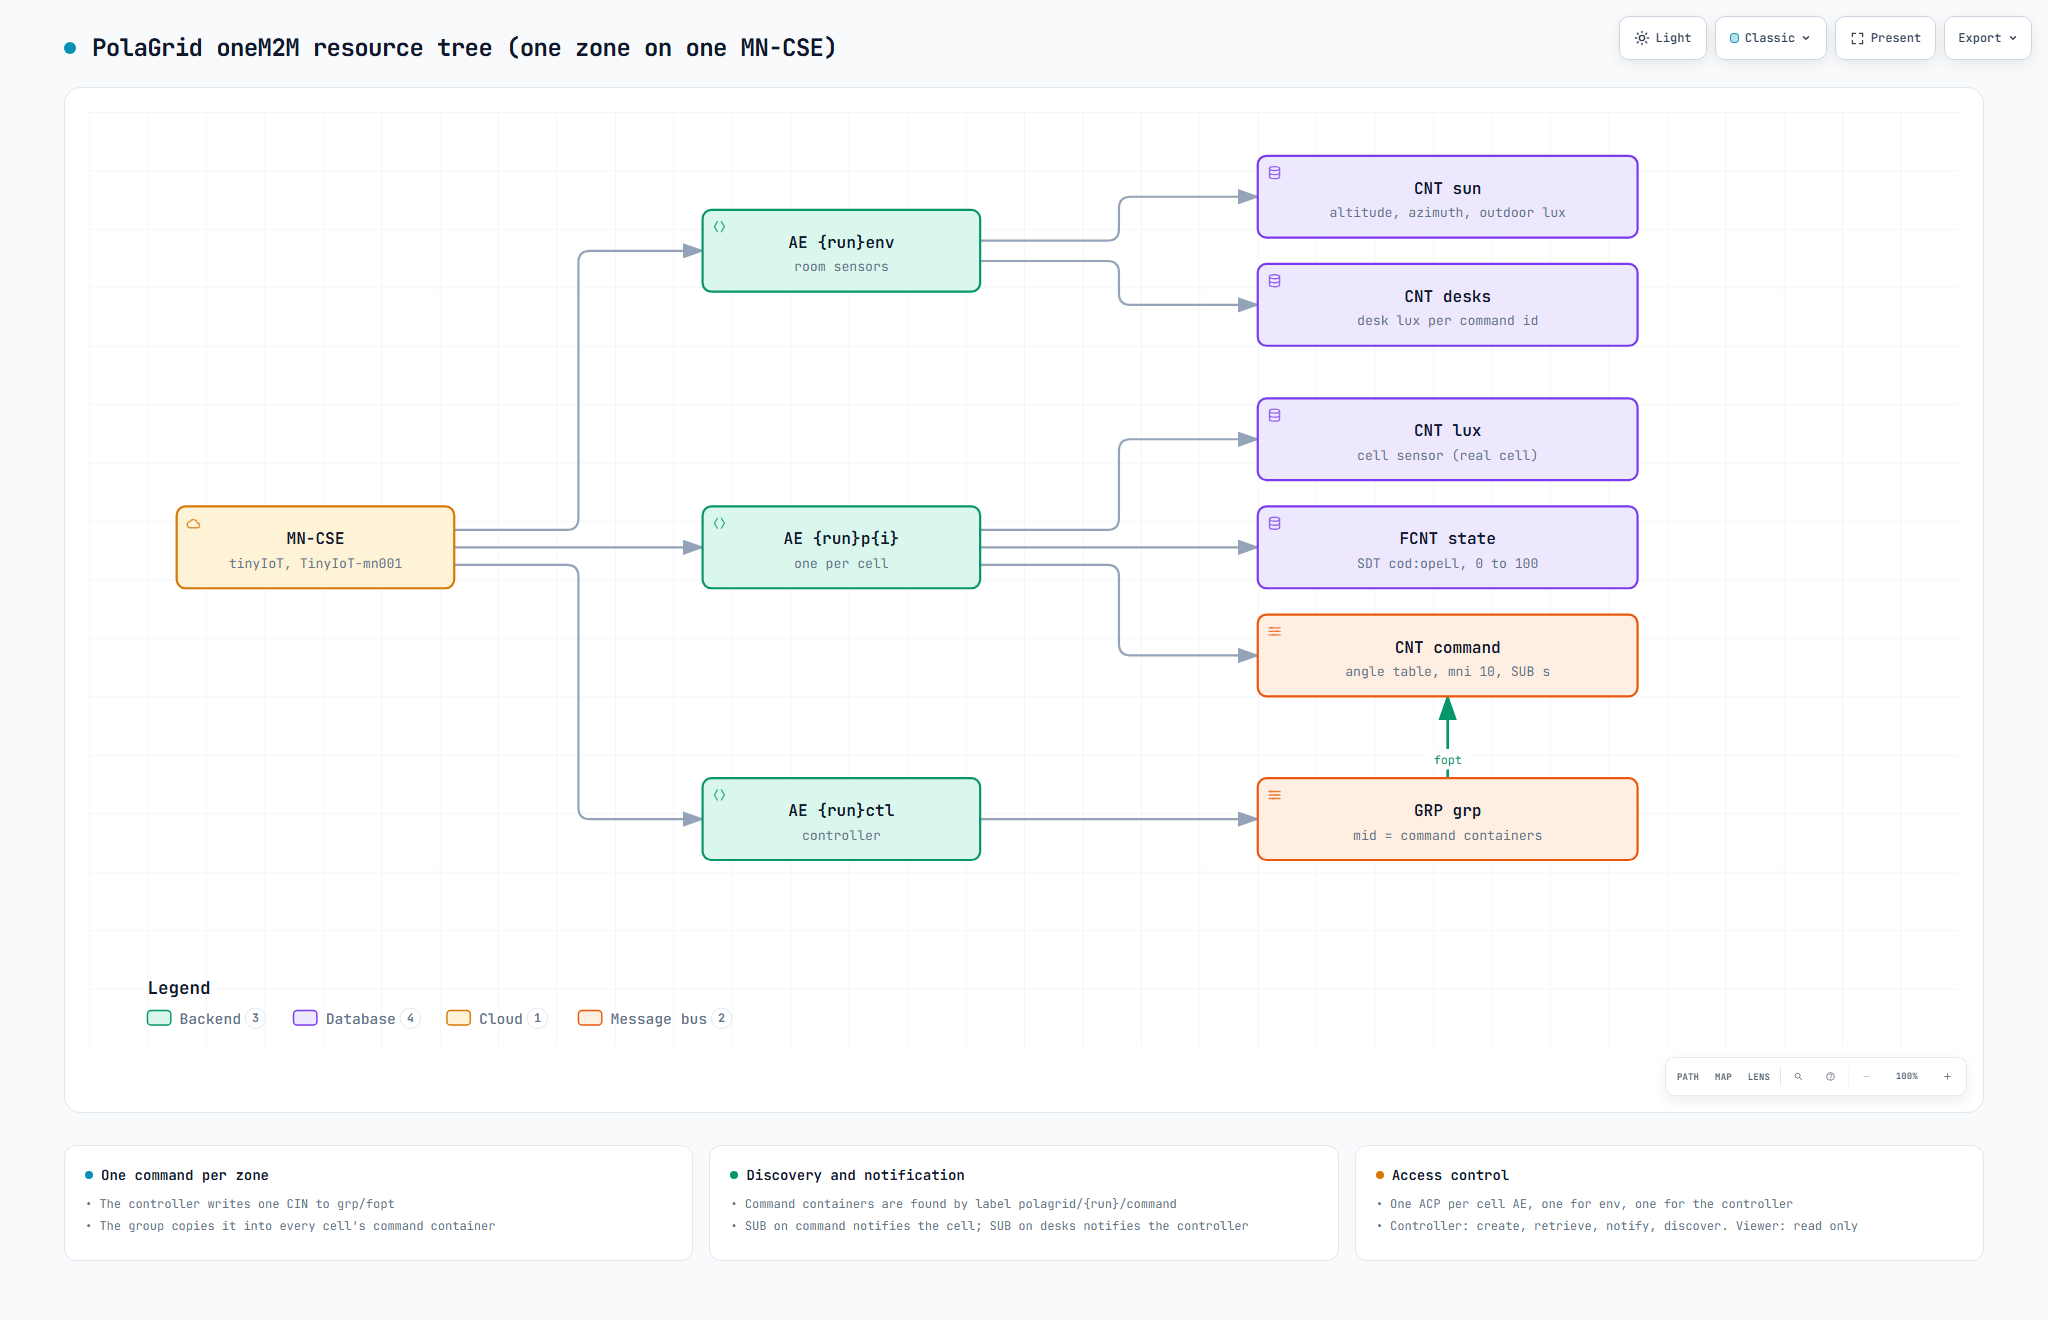 PolaGrid oneM2M resource tree (one zone on one MN-CSE)
Light
Classic
Present
Export
CNT sun
altitude, azimuth, outdoor lux
AE {run}env
room sensors
CNT desks
desk lux per command id
CNT lux
cell sensor (real cell)
MN-CSE
tinyIoT, TinyIoT-mn001
AE {run}p{i}
one per cell
FCNT state
SDT cod:opeLl, 0 to 100
CNT command
angle table, mni 10, SUB s
fopt
AE {run}ctl
controller
GRP grp
mid = command containers
Legend
Backend 3
Database 4
Cloud 1
Message bus 2
PATH MAP LENS 100%
One command per zone
• The controller writes one CIN to grp/fopt
• The group copies it into every cell's command container
Discovery and notification
• Command containers are found by label polagrid/{run}/command
• SUB on command notifies the cell; SUB on desks notifies the controller
Access control
• One ACP per cell AE, one for env, one for the controller
• Controller: create, retrieve, notify, discover. Viewer: read only